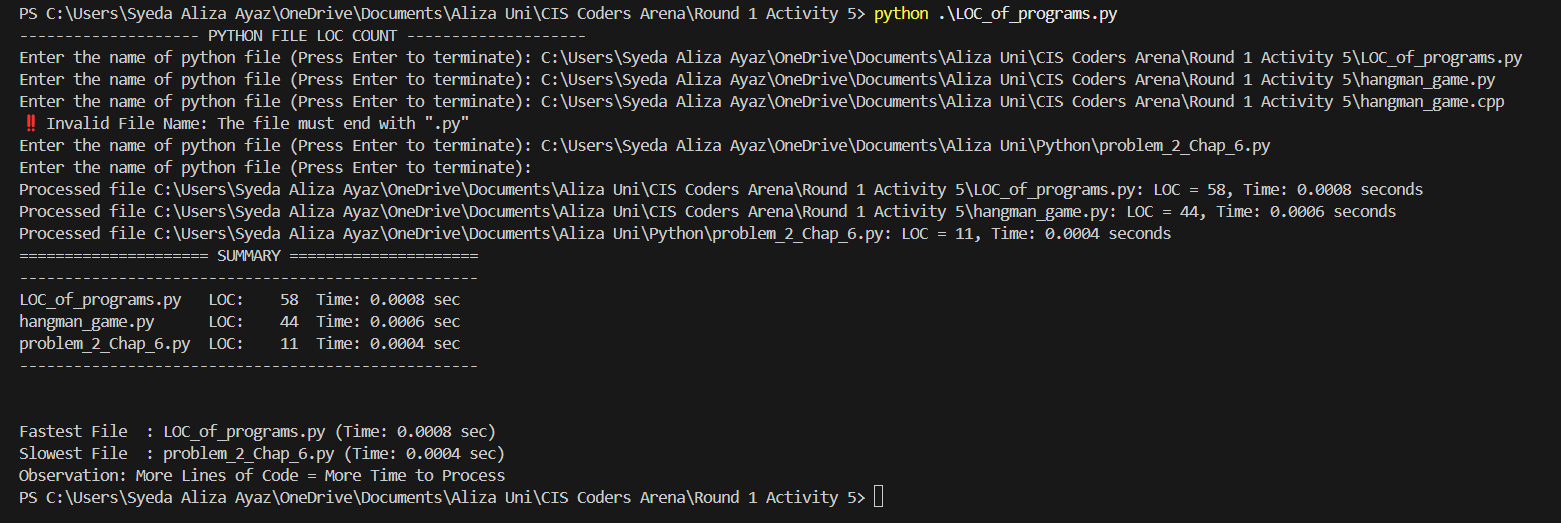 PS C:\Users\Syeda Aliza Ayaz\OneDrive\Documents\Aliza Uni\CIS Coders Arena\Round 1 Activity 5> python .\LOC_of_programs.py
-------------------- PYTHON FILE LOC COUNT --------------------
Enter the name of python file (Press Enter to terminate): C:\Users\Syeda Aliza Ayaz\OneDrive\Documents\Aliza Uni\CIS Coders Arena\Round 1 Activity 5\LOC_of_programs.py
Enter the name of python file (Press Enter to terminate): C:\Users\Syeda Aliza Ayaz\OneDrive\Documents\Aliza Uni\CIS Coders Arena\Round 1 Activity 5\hangman_game.py
Enter the name of python file (Press Enter to terminate): C:\Users\Syeda Aliza Ayaz\OneDrive\Documents\Aliza Uni\CIS Coders Arena\Round 1 Activity 5\hangman_game.cpp
‼ Invalid File Name: The file must end with ".py"
Enter the name of python file (Press Enter to terminate): C:\Users\Syeda Aliza Ayaz\OneDrive\Documents\Aliza Uni\Python\problem_2_Chap_6.py
Enter the name of python file (Press Enter to terminate):
Processed file C:\Users\Syeda Aliza Ayaz\OneDrive\Documents\Aliza Uni\CIS Coders Arena\Round 1 Activity 5\LOC_of_programs.py: LOC = 58, Time: 0.0008 seconds
Processed file C:\Users\Syeda Aliza Ayaz\OneDrive\Documents\Aliza Uni\CIS Coders Arena\Round 1 Activity 5\hangman_game.py: LOC = 44, Time: 0.0006 seconds
Processed file C:\Users\Syeda Aliza Ayaz\OneDrive\Documents\Aliza Uni\Python\problem_2_Chap_6.py: LOC = 11, Time: 0.0004 seconds
===================== SUMMARY =====================
---------------------------------------------------
LOC_of_programs.py   LOC:    58  Time: 0.0008 sec
hangman_game.py      LOC:    44  Time: 0.0006 sec
problem_2_Chap_6.py  LOC:    11  Time: 0.0004 sec
---------------------------------------------------
Fastest File  : LOC_of_programs.py (Time: 0.0008 sec)
Slowest File  : problem_2_Chap_6.py (Time: 0.0004 sec)
Observation: More Lines of Code = More Time to Process
PS C:\Users\Syeda Aliza Ayaz\OneDrive\Documents\Aliza Uni\CIS Coders Arena\Round 1 Activity 5>